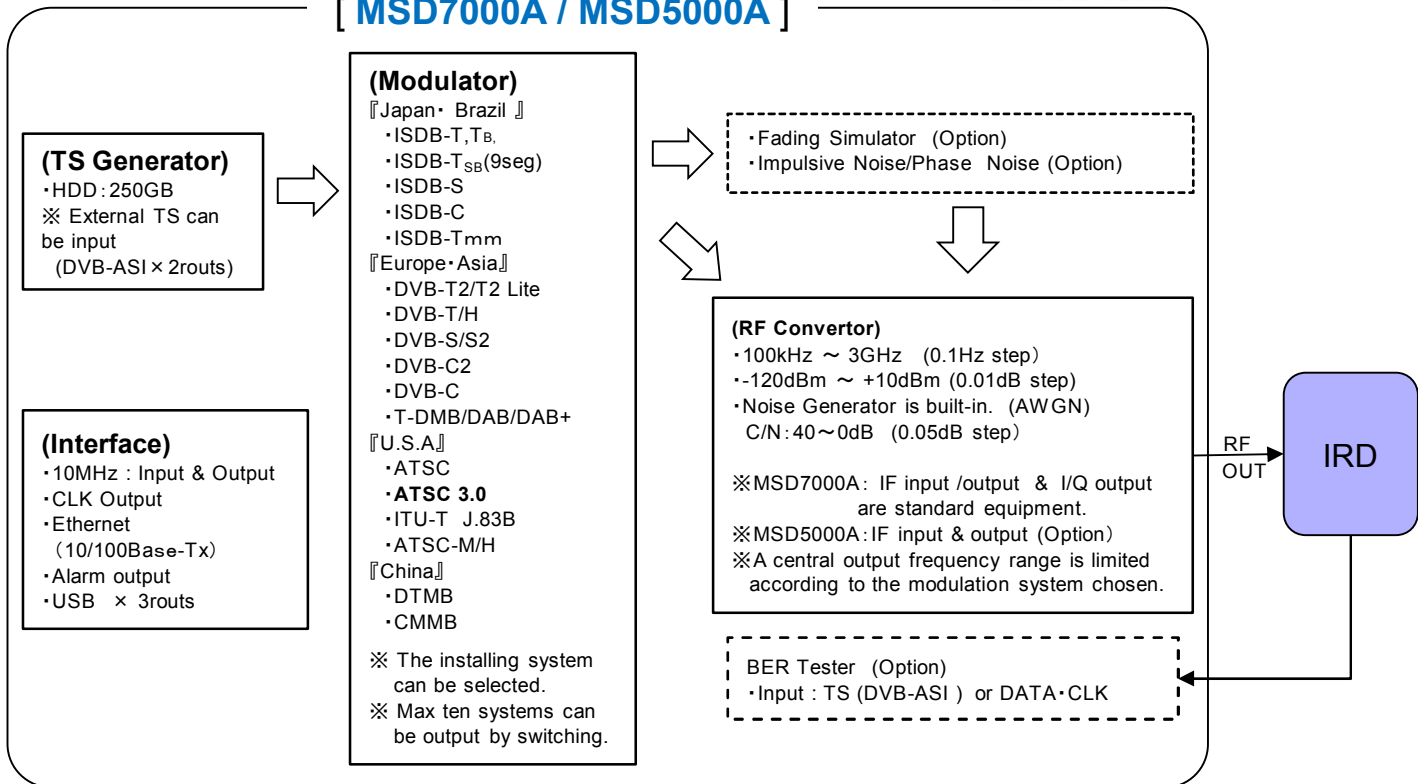 [ MSD7000A / MSD5000A ]
(TS Generator)
・HDD：250GB
※ External TS can
be input
(DVB-ASI×2routs)
(Interface)
・10MHz：Input & Output
・CLK Output
・Ethernet
（10/100Base-Tx）
・Alarm output
・USB × 3routs
(Modulator)
『Japan・ Brazil 』
・ISDB-T,TB,
・ISDB-TSB(9seg)
・ISDB-S
・ISDB-C
・ISDB-Tmm
『Europe・Asia』
・DVB-T2/T2 Lite
・DVB-T/H
・DVB-S/S2
・DVB-C2
・DVB-C
・T-DMB/DAB/DAB+
『U.S.A』
・ATSC
・ATSC 3.0
・ITU-T J.83B
・ATSC-M/H
『China』
・DTMB
・CMMB
※ The installing system
can be selected.
※ Max ten systems can
be output by switching.
・Fading Simulator (Option)
・Impulsive Noise/Phase Noise (Option)
(RF Convertor)
・100kHz ～ 3GHz (0.1Hz step）
・-120dBm ～ +10dBm (0.01dB step)
・Noise Generator is built-in. (AWGN)
C/N：40～0dB (0.05dB step）
※MSD7000A：IF input /output & I/Q output
are standard equipment.
※MSD5000A：IF input & output (Option）
※A central output frequency range is limited
according to the modulation system chosen.
BER Tester (Option)
・Input : TS (DVB-ASI ) or DATA・CLK
RF
OUT
IRD